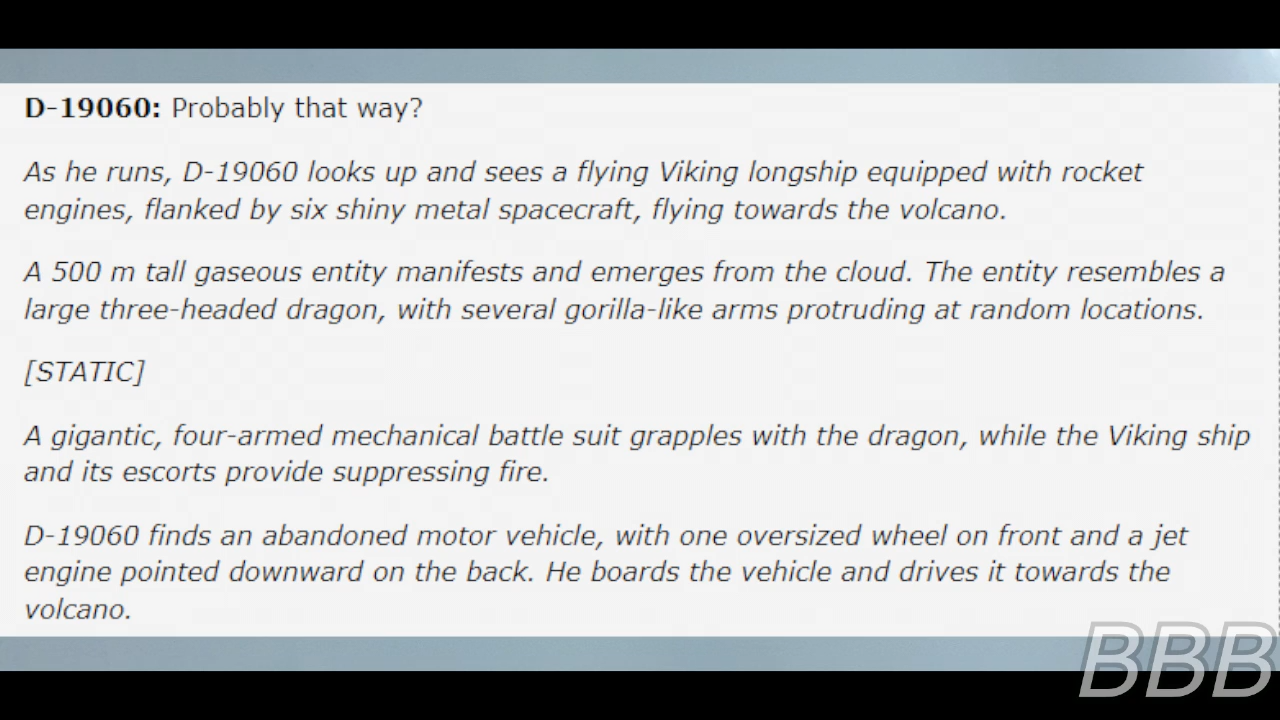 D-19060: Probably that way?
As he runs, D-19060 looks up and sees a flying Viking longship equipped with rocket
engines, flanked by six shiny metal spacecraft, flying towards the volcano.
A 500 m tall gaseous entity manifests and emerges from the cloud. The entity resembles a
large three-headed dragon, with several gorilla-like arms protruding at random locations.
[STATIC]
A gigantic, four-armed mechanical battle suit grapples with the dragon, while the Viking ship
and its escorts provide suppressing fire.
D-19060 finds an abandoned motor vehicle, with one oversized wheel on front and a jet
engine pointed downward on the back. He boards the vehicle and drives it towards the
volcano.
BBB